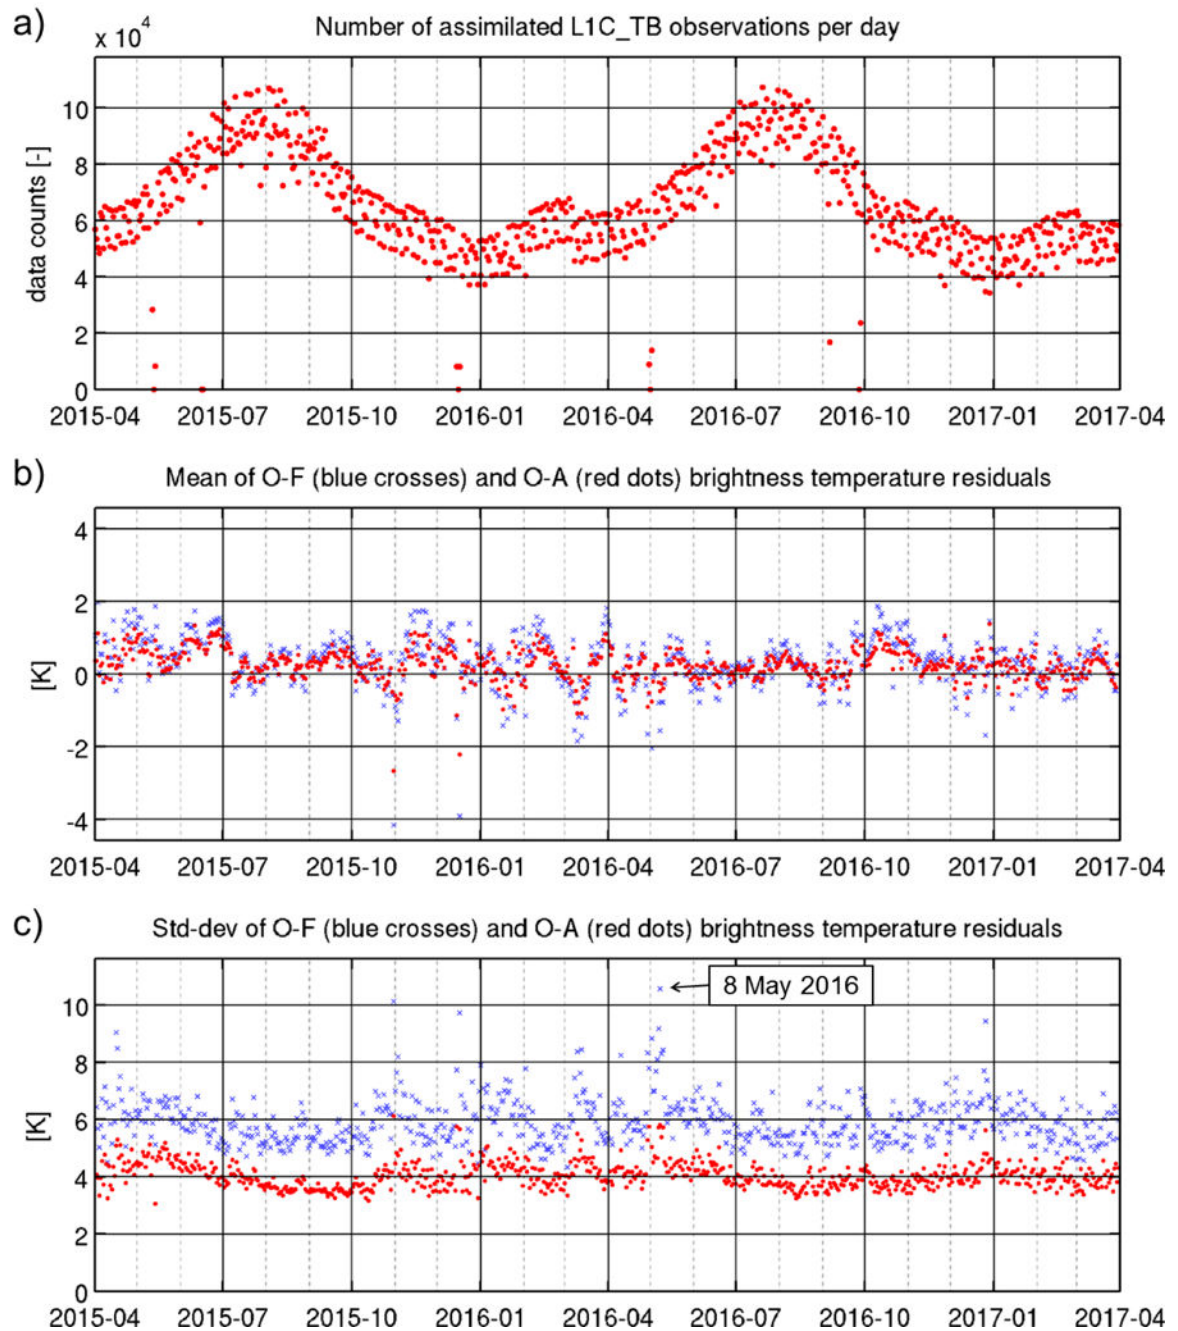 a)
x 10^4
Number of assimilated L1C_TB observations per day
data counts [-]
10
8
6
4
2
0
2015-04 2015-07 2015-10 2016-01 2016-04 2016-07 2016-10 2017-01 2017-04
b)
Mean of O-F (blue crosses) and O-A (red dots) brightness temperature residuals
[K]
4
2
0
-2
-4
2015-04 2015-07 2015-10 2016-01 2016-04 2016-07 2016-10 2017-01 2017-04
c)
Std-dev of O-F (blue crosses) and O-A (red dots) brightness temperature residuals
8 May 2016
[K]
10
8
6
4
2
0
2015-04 2015-07 2015-10 2016-01 2016-04 2016-07 2016-10 2017-01 2017-04